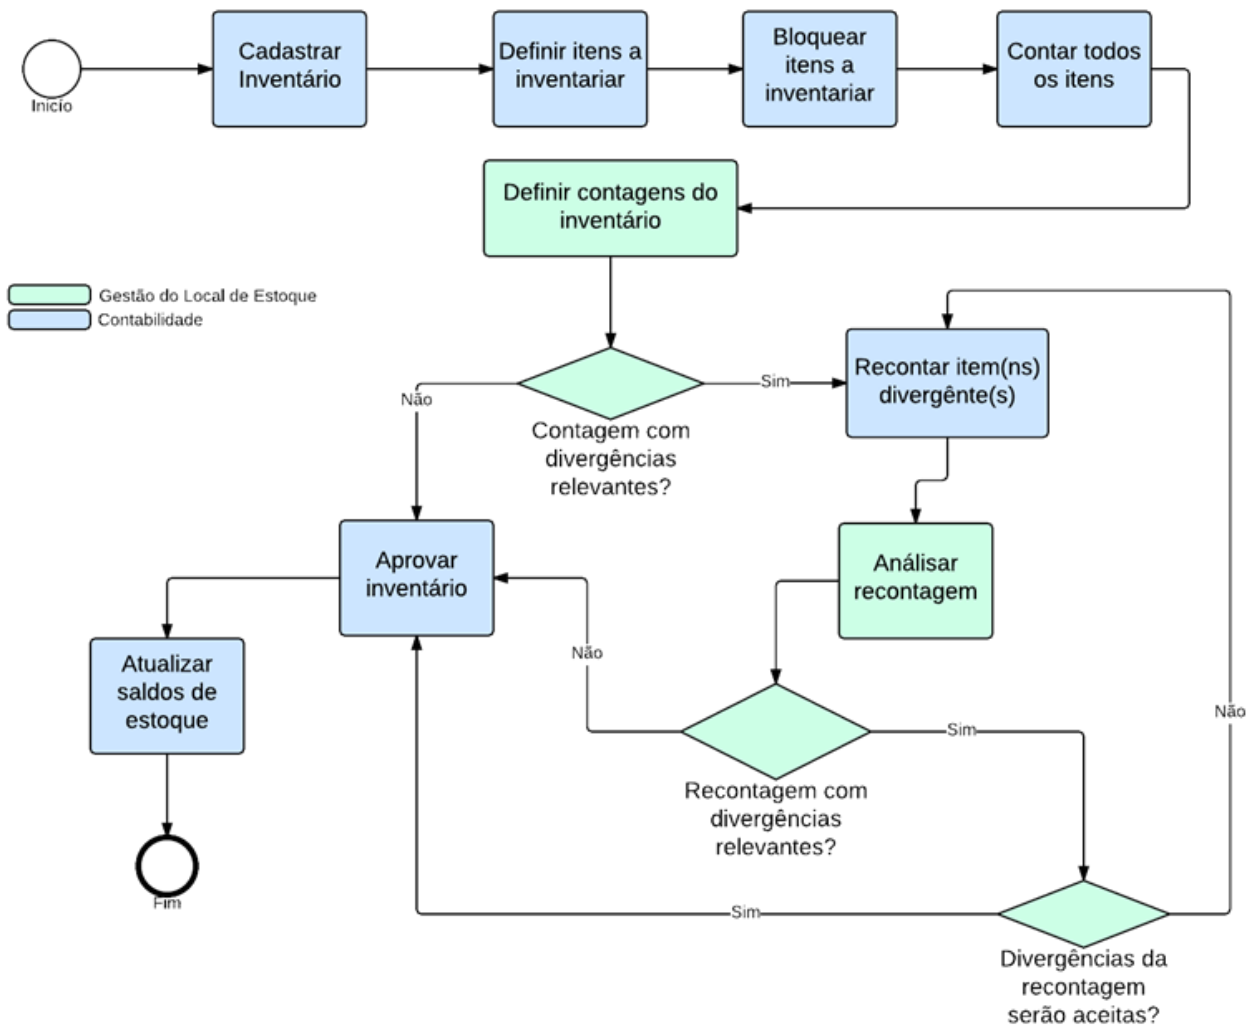 Cadastrar
Inventário
Definir itens a
inventariar
Bloquear
itens a
inventariar
Contar todos
os itens
Inicío
Definir contagens do
inventário
Gestão do Local de Estoque
Contabilidade
Recontar item(ns)
divergênte(s)
Sim
Não
Contagem com
divergências
relevantes?
Aprovar
inventário
Análisar
recontagem
Não
Atualizar
saldos de
estoque
Não
Sim
Recontagem com
divergências
relevantes?
Fim
Sim
Divergências da
recontagem
serão aceitas?